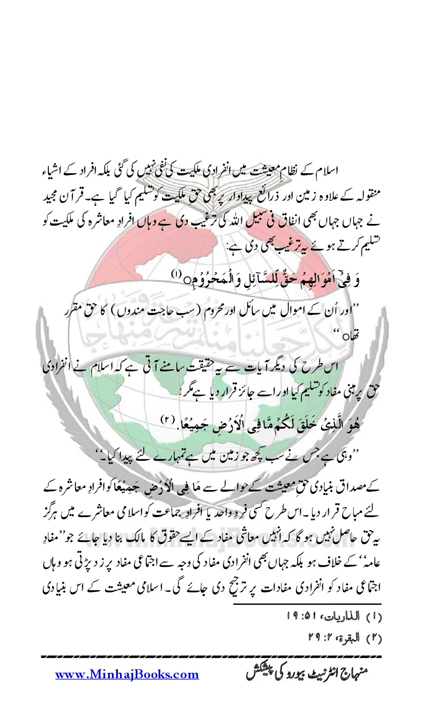 اسلام کے نظامِ معیشت میں انفرادی ملکیت کی نفی نہیں کی گئی بلکہ افراد کے اشیاء
منقولہ کے علاوہ زمین اور ذرائع پیداوار پر بھی حق ملکیت کو تسلیم کیا گیا ہے۔ قرآن مجید
نے جہاں جہاں بھی انفاق فی سبیل اللہ کی ترغیب دی ہے وہاں افرادِ معاشرہ کی ملکیت کو
تسلیم کرتے ہوئے یہ ترغیب بھی دی ہے:
وَ فِیْۤ اَمْوَالِهِمْ حَقٌّ لِّلسَّآئِلِ وَ الْمَحْرُوْمِ○ (۱)
’’اور اُن کے اموال میں سائل اور محروم (سب حاجت مندوں) کا حق مقرر
تھا○‘‘
اس طرح کی دیگر آیات سے یہ حقیقت سامنے آتی ہے کہ اسلام نے انفرادی
حق پر مبنی مفاد کو تسلیم کیا اور اسے جائز قرار دیا ہے مگر:
هُوَ الَّذِیْ خَلَقَ لَكُمْ مَّا فِی الْاَرْضِ جَمِیْعًا. (۲)
’’وہی ہے جس نے سب کچھ جو زمین میں ہے تمہارے لئے پیدا کیا۔‘‘
کے مصداق بنیادی حقِ معیشت کے حوالے سے مَا فِی الْاَرْضِ جَمِیْعًا کو افرادِ معاشرہ کے
لئے مباح قرار دیا۔ اس طرح کسی فردِ واحد یا افرادِ جماعت کو اسلامی معاشرے میں ہرگز
یہ حق حاصل نہیں ہو گا کہ انہیں معاشی مفاد کے ایسے حقوق کا مالک بنا دیا جائے جو ’’مفادِ
عامہ‘‘ کے خلاف ہو بلکہ جہاں بھی انفرادی مفاد کی وجہ سے اجتماعی مفاد پر زد پڑتی ہو وہاں
اجتماعی مفاد کو انفرادی مفادات پر ترجیح دی جائے گی۔ اسلامی معیشت کے اس بنیادی
(۱) الذاریات، ۵۱: ۱۹
(۲) البقرۃ، ۲: ۲۹
منہاج انٹرنیٹ بیورو کی پیشکش
www.MinhajBooks.com